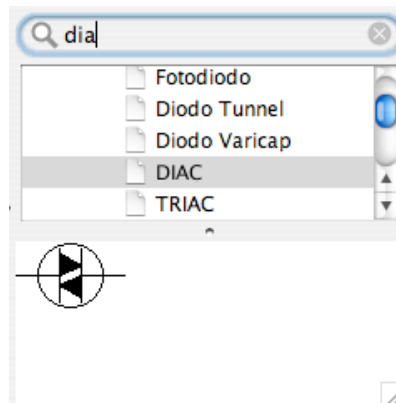 dia
Fotodiodo
Diodo Tunnel
Diodo Varicap
DIAC
TRIAC